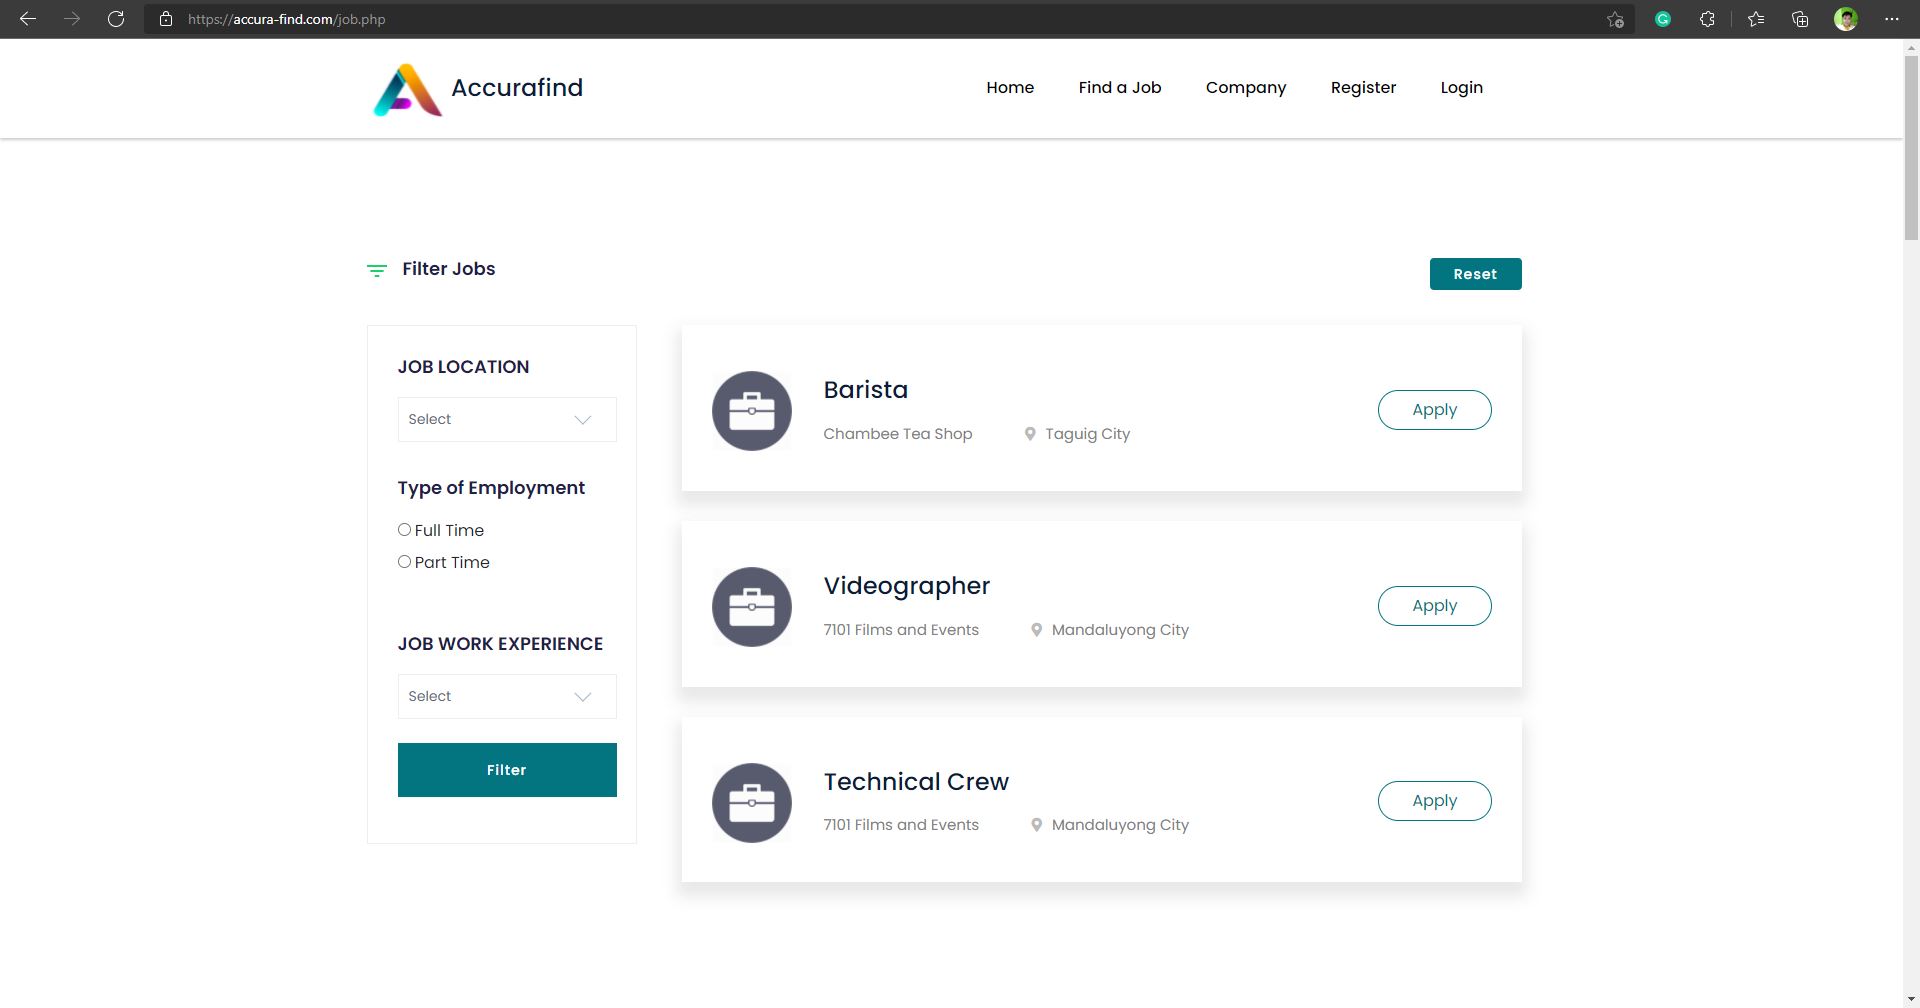 https://accura-find.com/job.php
Accurafind
Home Find a Job Company Register Login
Filter Jobs
Reset
JOB LOCATION
Select
Type of Employment
Full Time
Part Time
JOB WORK EXPERIENCE
Select
Filter
Barista
Chambee Tea Shop Taguig City
Apply
Videographer
7101 Films and Events Mandaluyong City
Apply
Technical Crew
7101 Films and Events Mandaluyong City
Apply